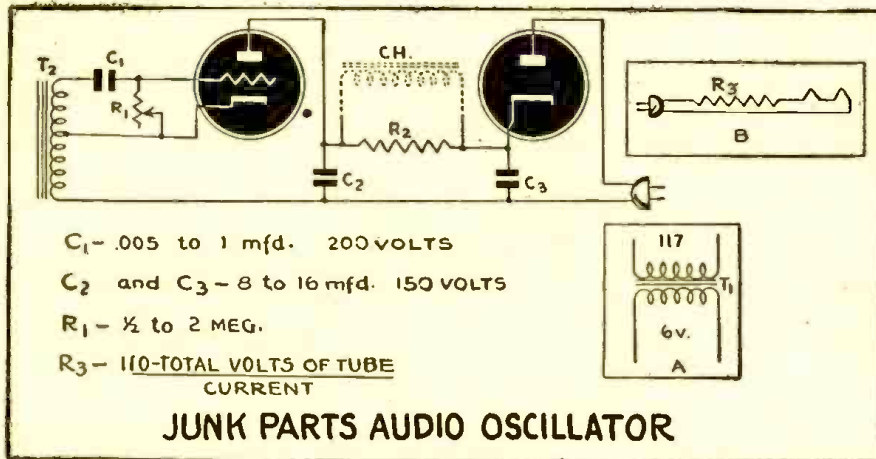 T₂
C₁
R₁
CH.
R₂
C₂
C₃
R₃
B
117
T₁
6V.
A
C₁– .005 to 1 mfd. 200 VOLTS
C₂ and C₃– 8 to 16 mfd. 150 VOLTS
R₁– ½ to 2 MEG.
R₃– 110-TOTAL VOLTS OF TUBE
CURRENT
JUNK PARTS AUDIO OSCILLATOR